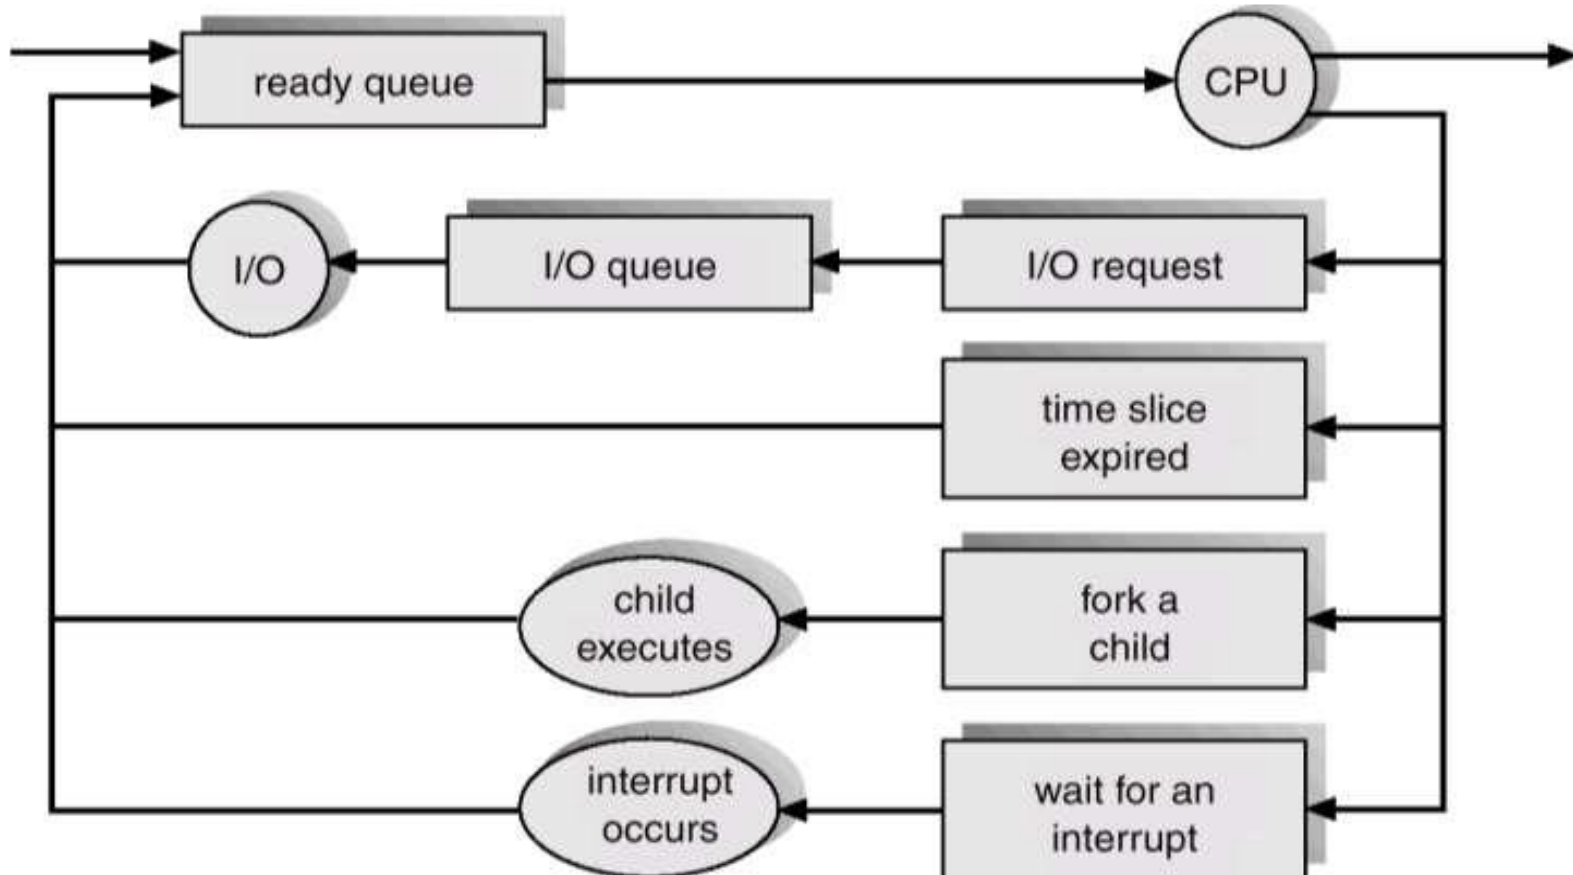 ready queue
CPU
I/O
I/O queue
I/O request
time slice
expired
child
executes
fork a
child
interrupt
occurs
wait for an
interrupt